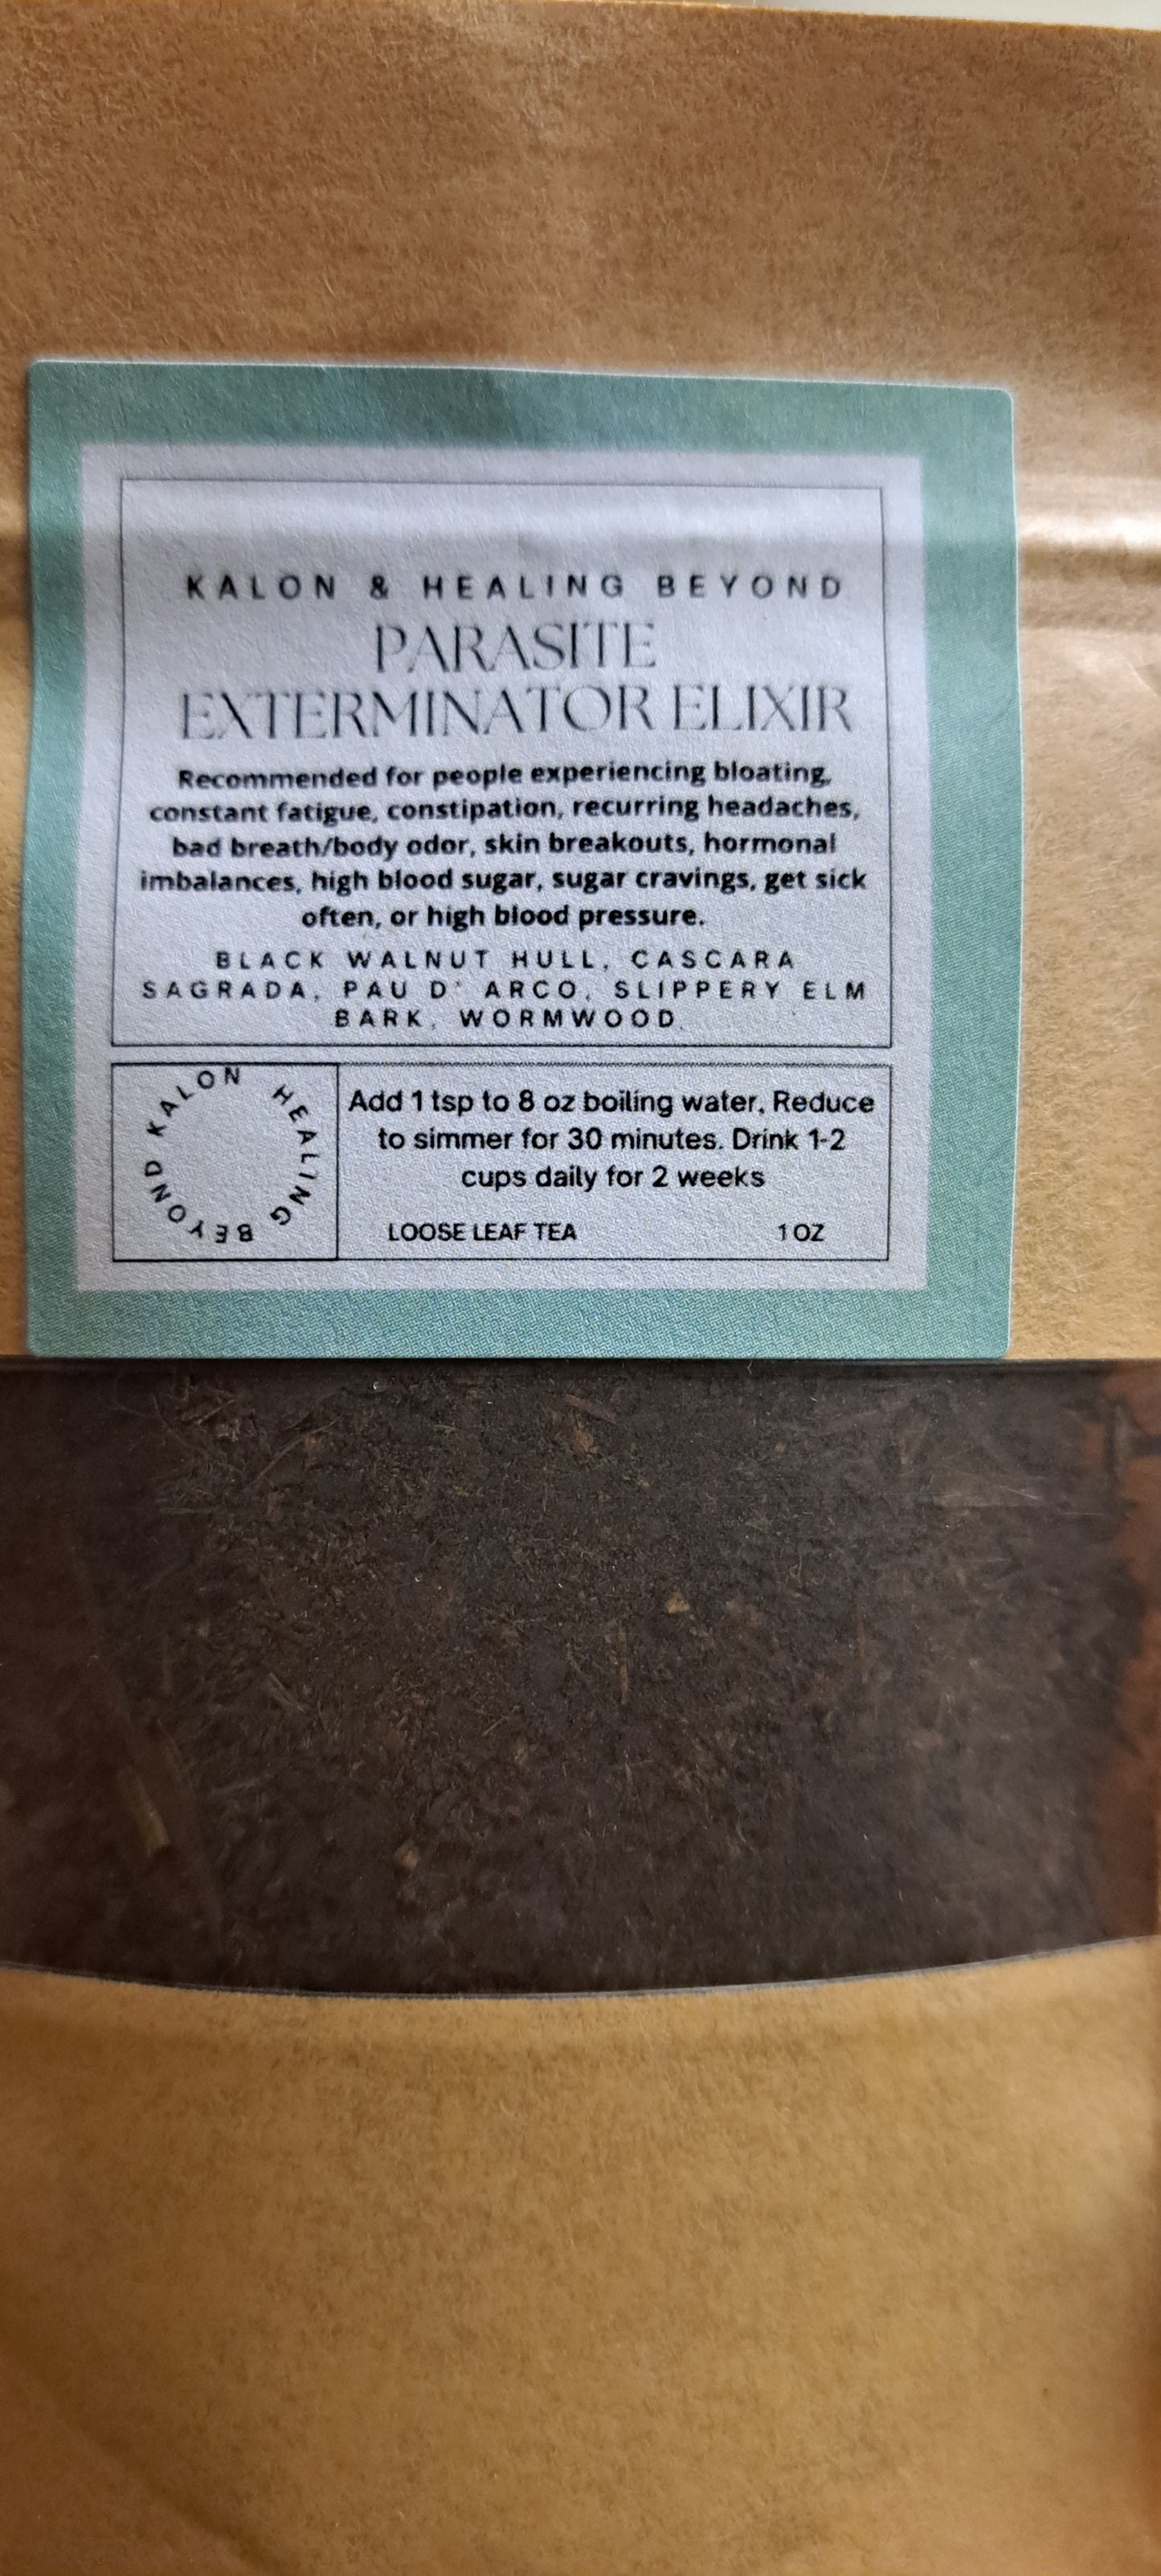 KALON & HEALING BEYOND
PARASITE
EXTERMINATOR ELIXIR
Recommended for people experiencing bloating,
constant fatigue, constipation, recurring headaches,
bad breath/body odor, skin breakouts, hormonal
imbalances, high blood sugar, sugar cravings, get sick
often, or high blood pressure.
BLACK WALNUT HULL, CASCARA
SAGRADA, PAU D' ARCO, SLIPPERY ELM
BARK, WORMWOOD
KALON HEALING BEYOND
Add 1 tsp to 8 oz boiling water. Reduce
to simmer for 30 minutes. Drink 1-2
cups daily for 2 weeks
LOOSE LEAF TEA 1 OZ